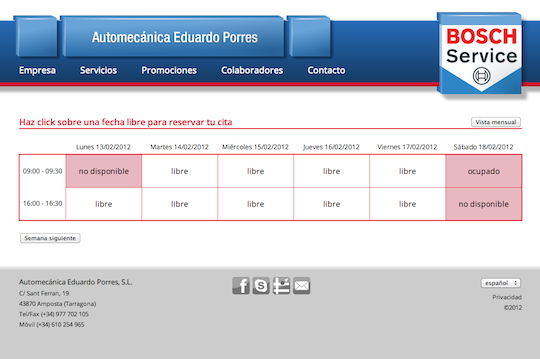 Automecánica Eduardo Porres
BOSCH
Service
Empresa Servicios Promociones Colaboradores Contacto
Haz click sobre una fecha libre para reservar tu cita
Vista mensual
Lunes 13/02/2012 Martes 14/02/2012 Miércoles 15/02/2012 Jueves 16/02/2012 Viernes 17/02/2012 Sábado 18/02/2012
09:00 - 09:30 no disponible libre libre libre libre ocupado
16:00 - 16:30 libre libre libre libre libre no disponible
Semana siguiente
Automecánica Eduardo Porres, S.L.
C/ Sant Ferran, 19
43870 Amposta (Tarragona)
Tel/Fax (+34) 977 702 105
Móvil (+34) 610 254 965
español
Privacidad
©2012